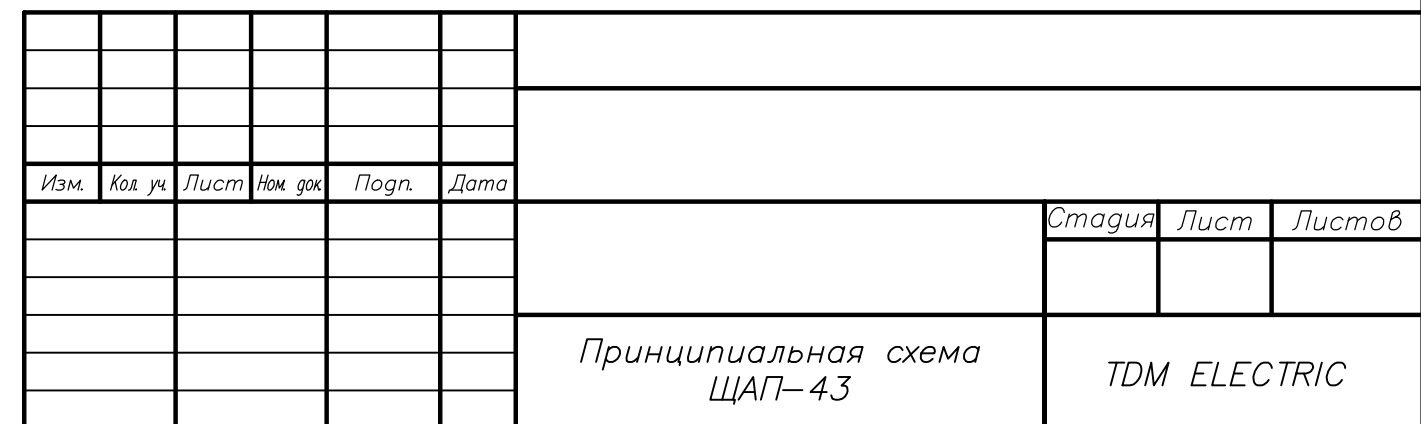 Изм. Кол. уч. Лист Ном. док. Подп. Дата
Стадия Лист Листов
Принципиальная схема
ЩАП-43
TDM ELECTRIC